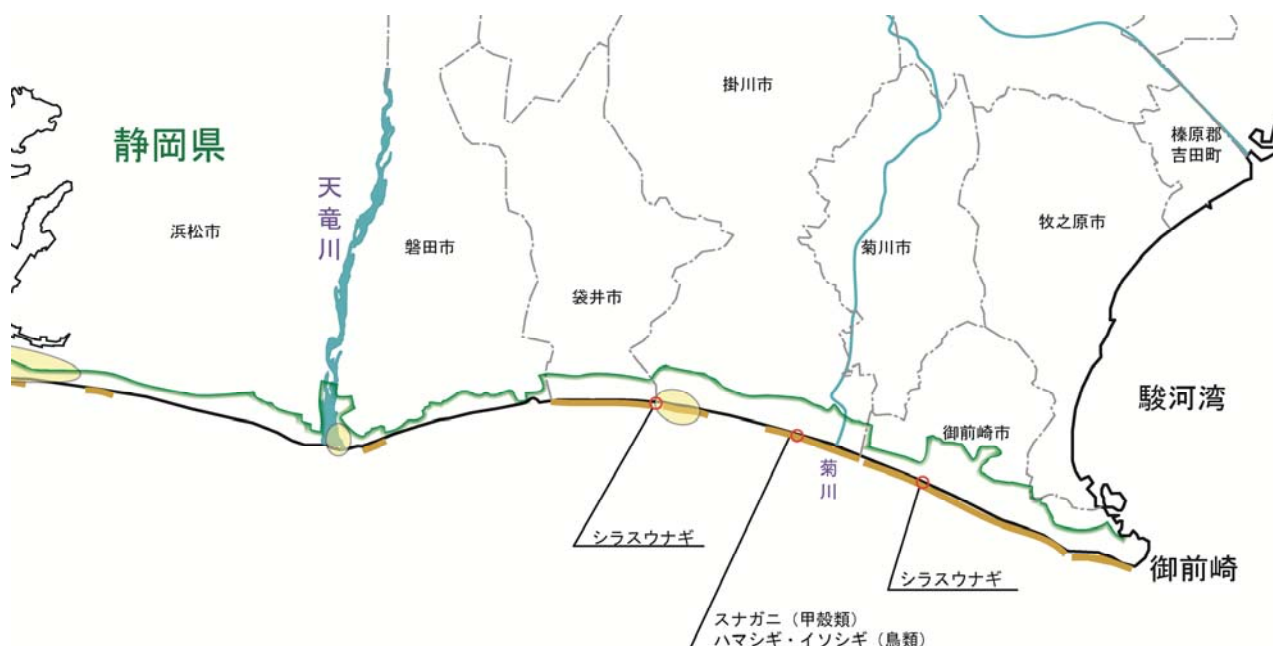 掛川市
静岡県
榛原郡
吉田町
天竜川
浜松市
磐田市
菊川市
牧之原市
袋井市
駿河湾
御前崎市
菊川
シラスウナギ
御前崎
シラスウナギ
スナガニ(甲殻類)
ハマシギ・イソシギ(鳥類)